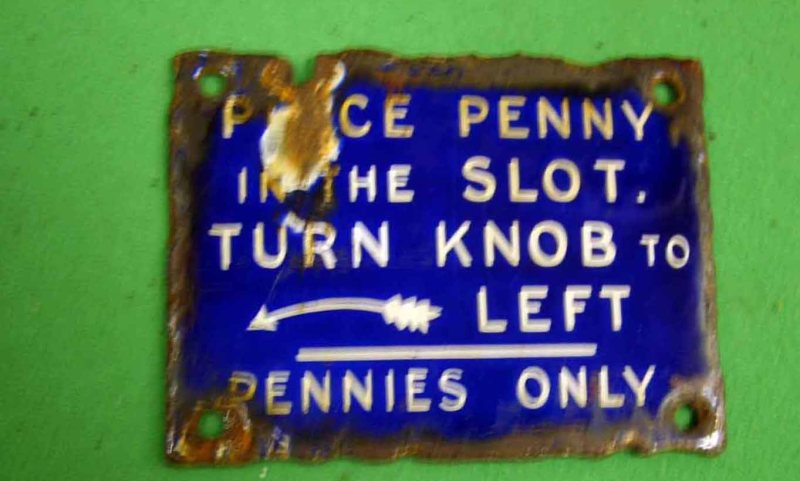 PLACE PENNY
IN THE SLOT.
TURN KNOB TO
LEFT
PENNIES ONLY